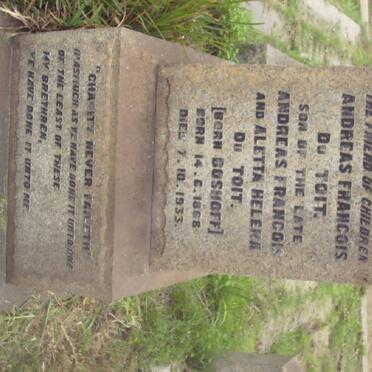 THE FRIEND OF CHILDREN
ANDREAS FRANCOIS
DU TOIT.
SON OF THE LATE
ANDREAS FRANCOIS
AND ALETTA HELENA
DU TOIT.
[BORN BOSHOFF]
BORN 14.6.1868
DIED 7.10.1933
"CHARITY NEVER FAILETH"
INASMUCH AS YE HAVE DONE IT UNTO ONE
OF THE LEAST OF THESE
MY BRETHREN,
YE HAVE DONE IT UNTO ME